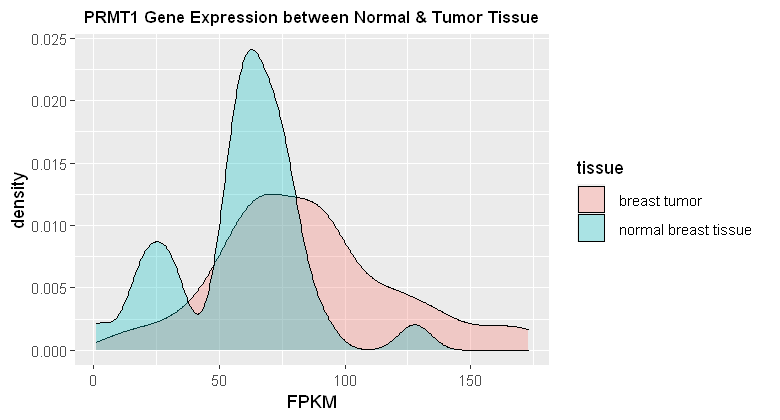 PRMT1 Gene Expression between Normal & Tumor Tissue
0.025
0.020
0.015
0.010
0.005
0.000
density
0 50 100 150
FPKM
tissue
breast tumor
normal breast tissue